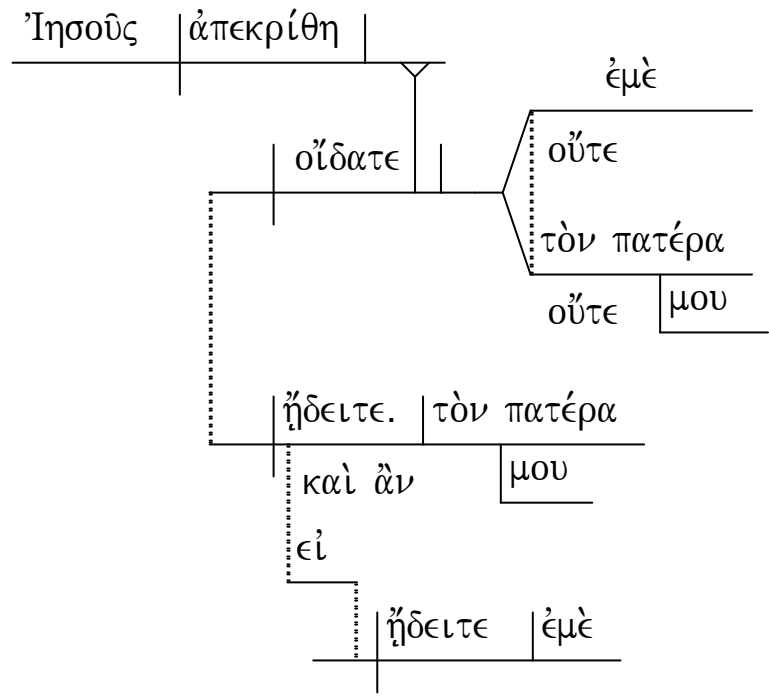 Ἰησοῦς ἀπεκρίθη
ἐμὲ
οἴδατε οὔτε
τὸν πατέρα
οὔτε μου
ᾔδειτε. τὸν πατέρα
καὶ ἂν μου
εἰ
ᾔδειτε ἐμὲ